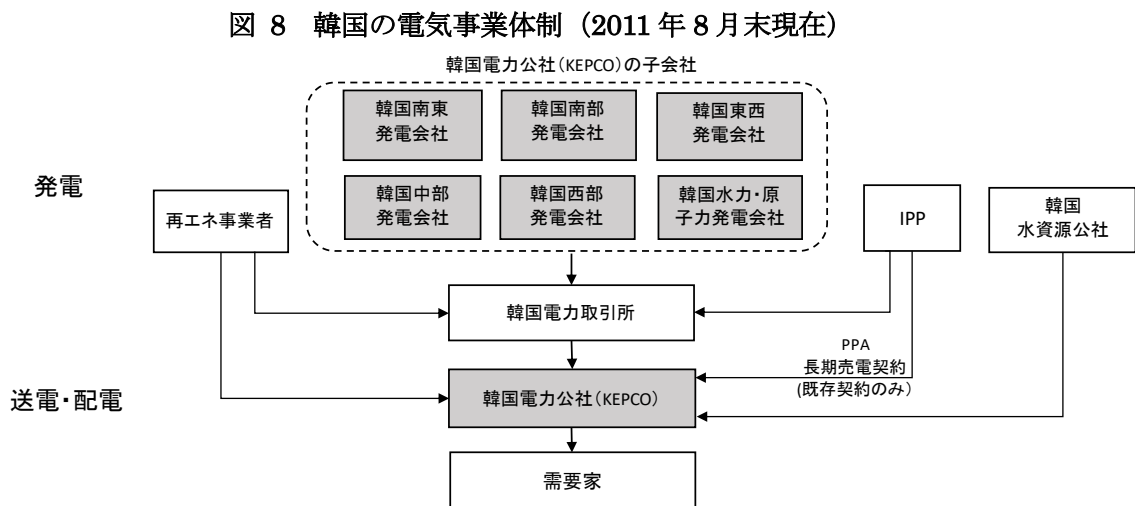 図 8 韓国の電気事業体制（2011 年 8 月末現在）
韓国電力公社（KEPCO）の子会社
韓国南東
発電会社
韓国南部
発電会社
韓国東西
発電会社
発電
韓国中部
発電会社
韓国西部
発電会社
韓国水力・原
子力発電会社
再エネ事業者
IPP
韓国
水資源公社
韓国電力取引所
PPA
長期売電契約
(既存契約のみ）
送電・配電
韓国電力公社（KEPCO）
需要家